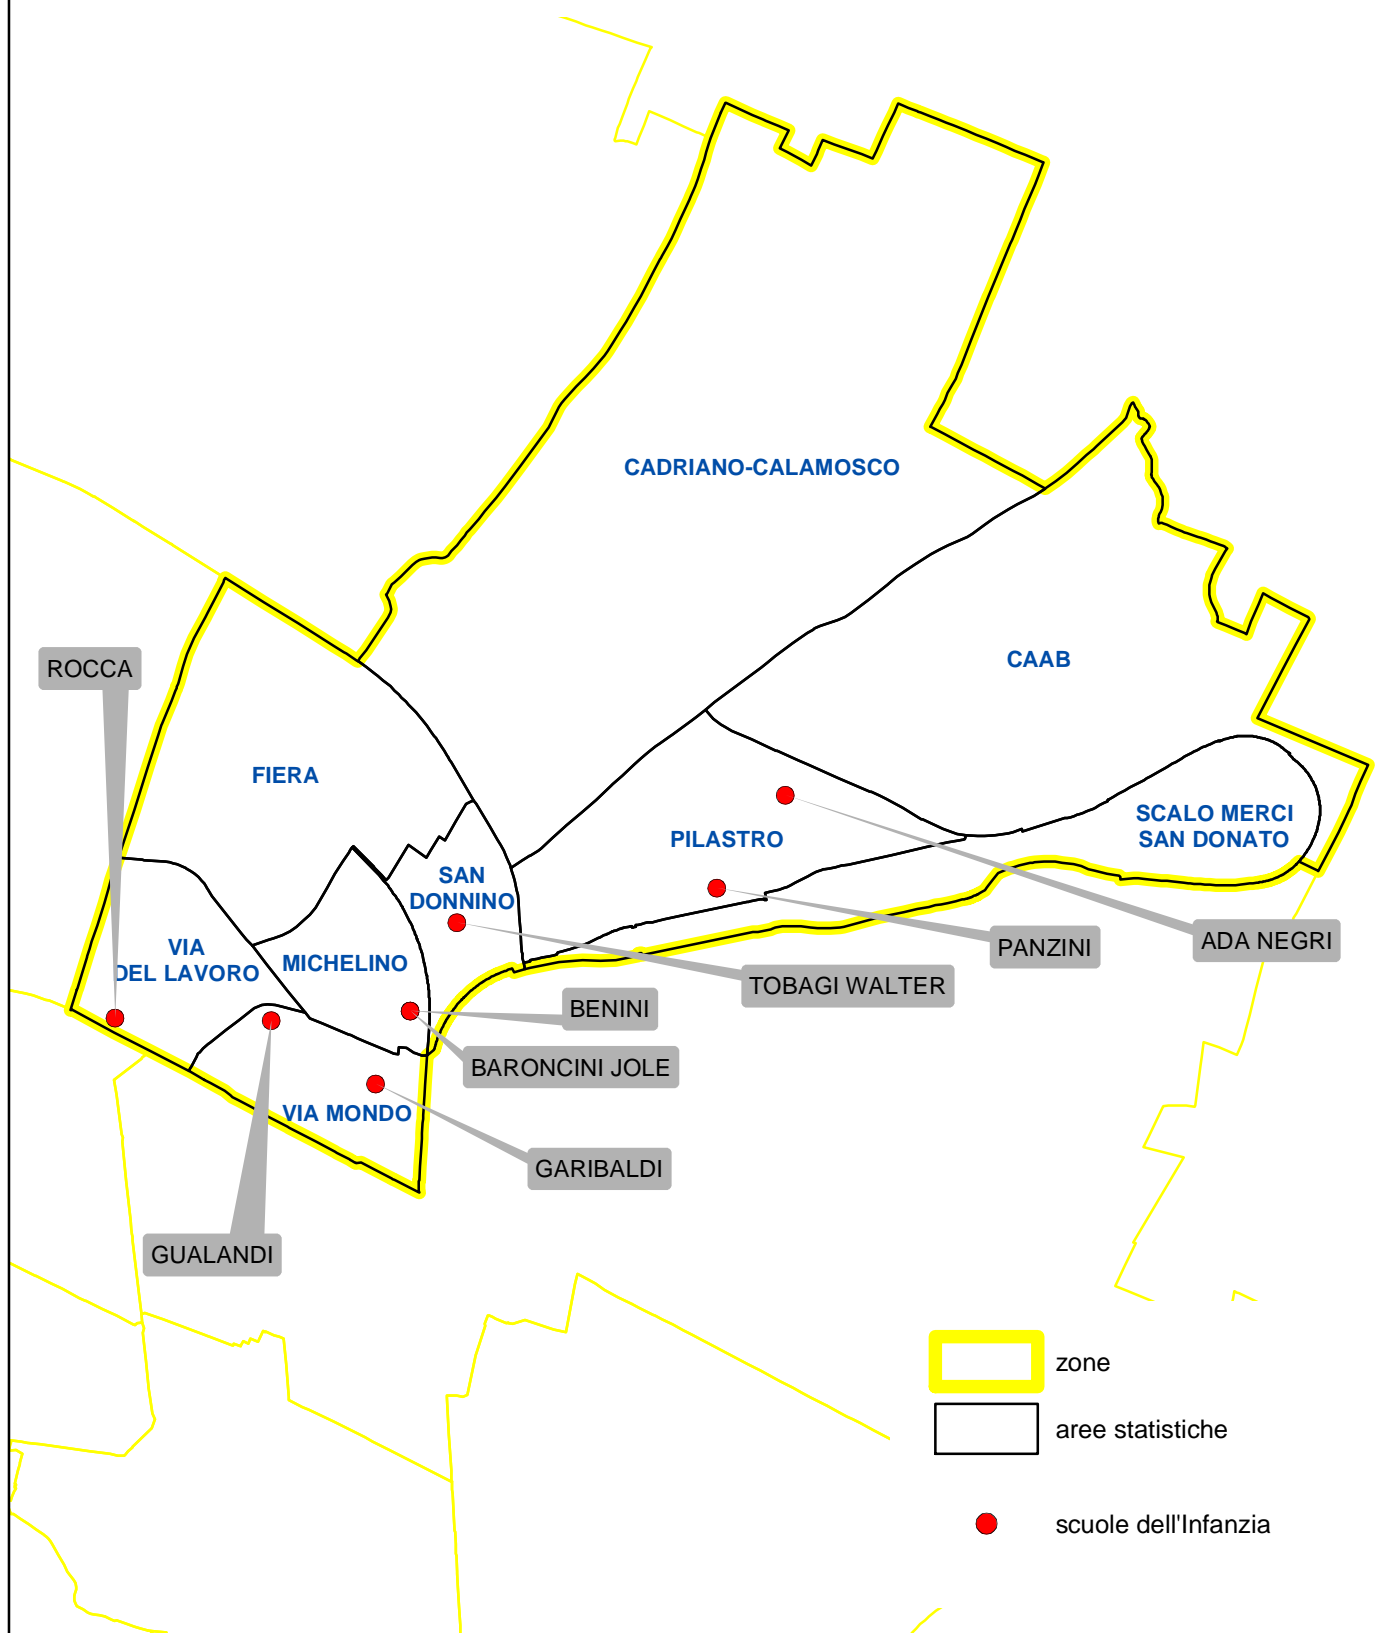 CADRIANO-CALAMOSCO
ROCCA
CAAB
FIERA
SCALO MERCI
SAN DONATO
PILASTRO
SAN
DONNINO
VIA
DEL LAVORO
MICHELINO
PANZINI
ADA NEGRI
TOBAGI WALTER
BENINI
BARONCINI JOLE
VIA MONDO
GARIBALDI
GUALANDI
zone
aree statistiche
scuole dell'Infanzia